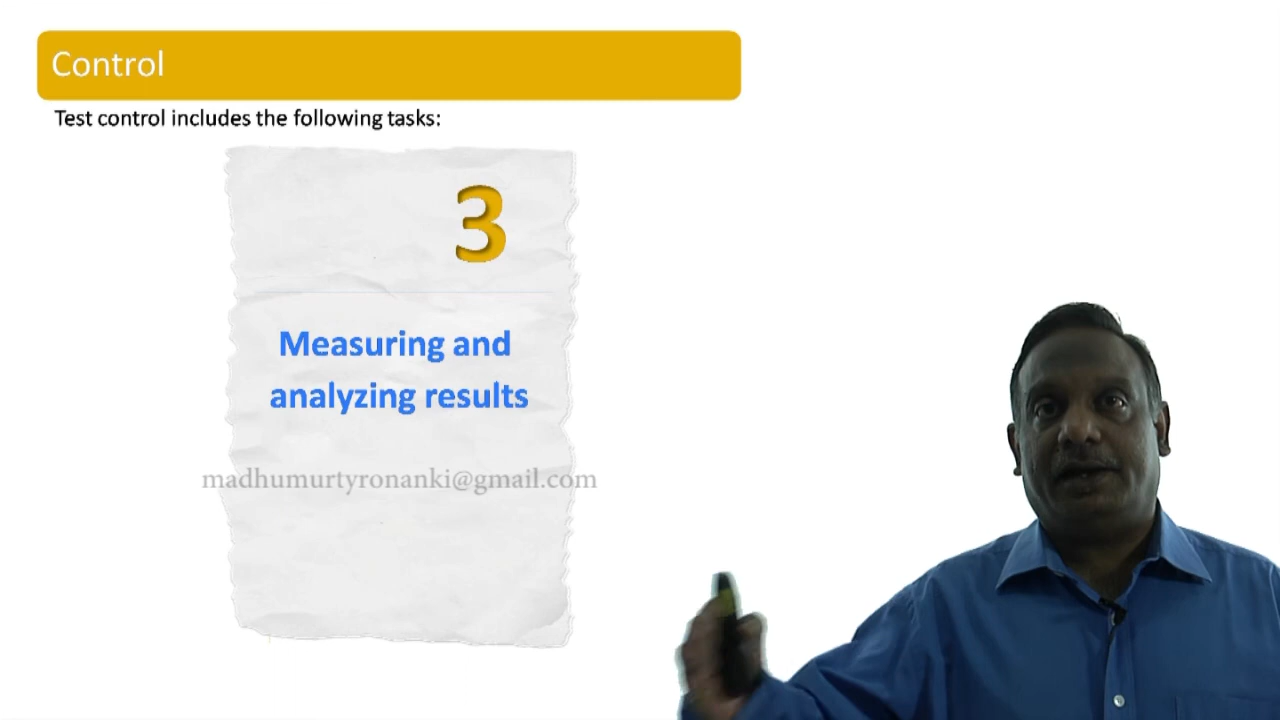 Control
Test control includes the following tasks:
3
Measuring and
analyzing results
madhumurtyronanki@gmail.com